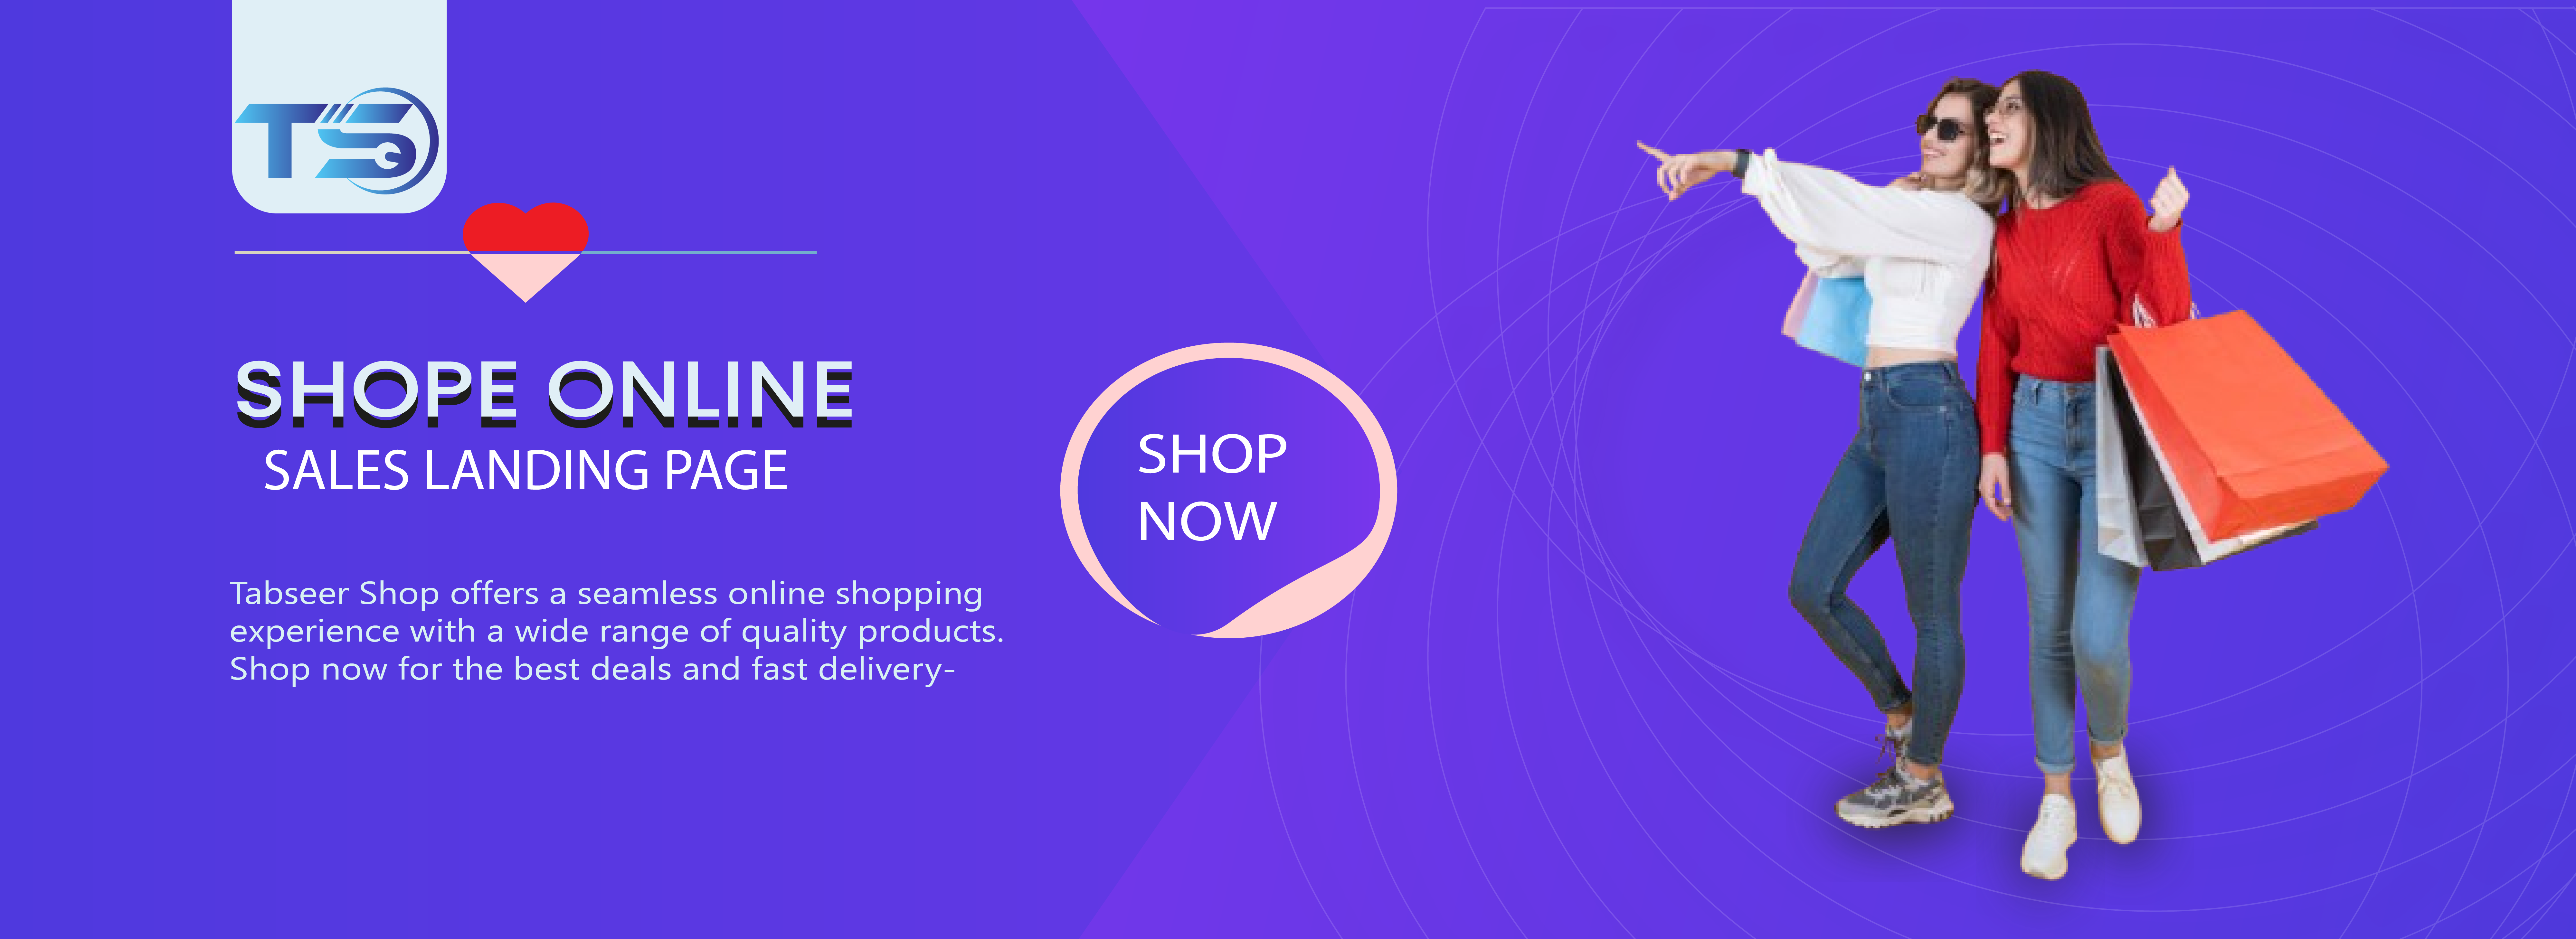 TS
SHOPE ONLINE
SALES LANDING PAGE
SHOP
NOW
Tabseer Shop offers a seamless online shopping
experience with a wide range of quality products.
Shop now for the best deals and fast delivery-